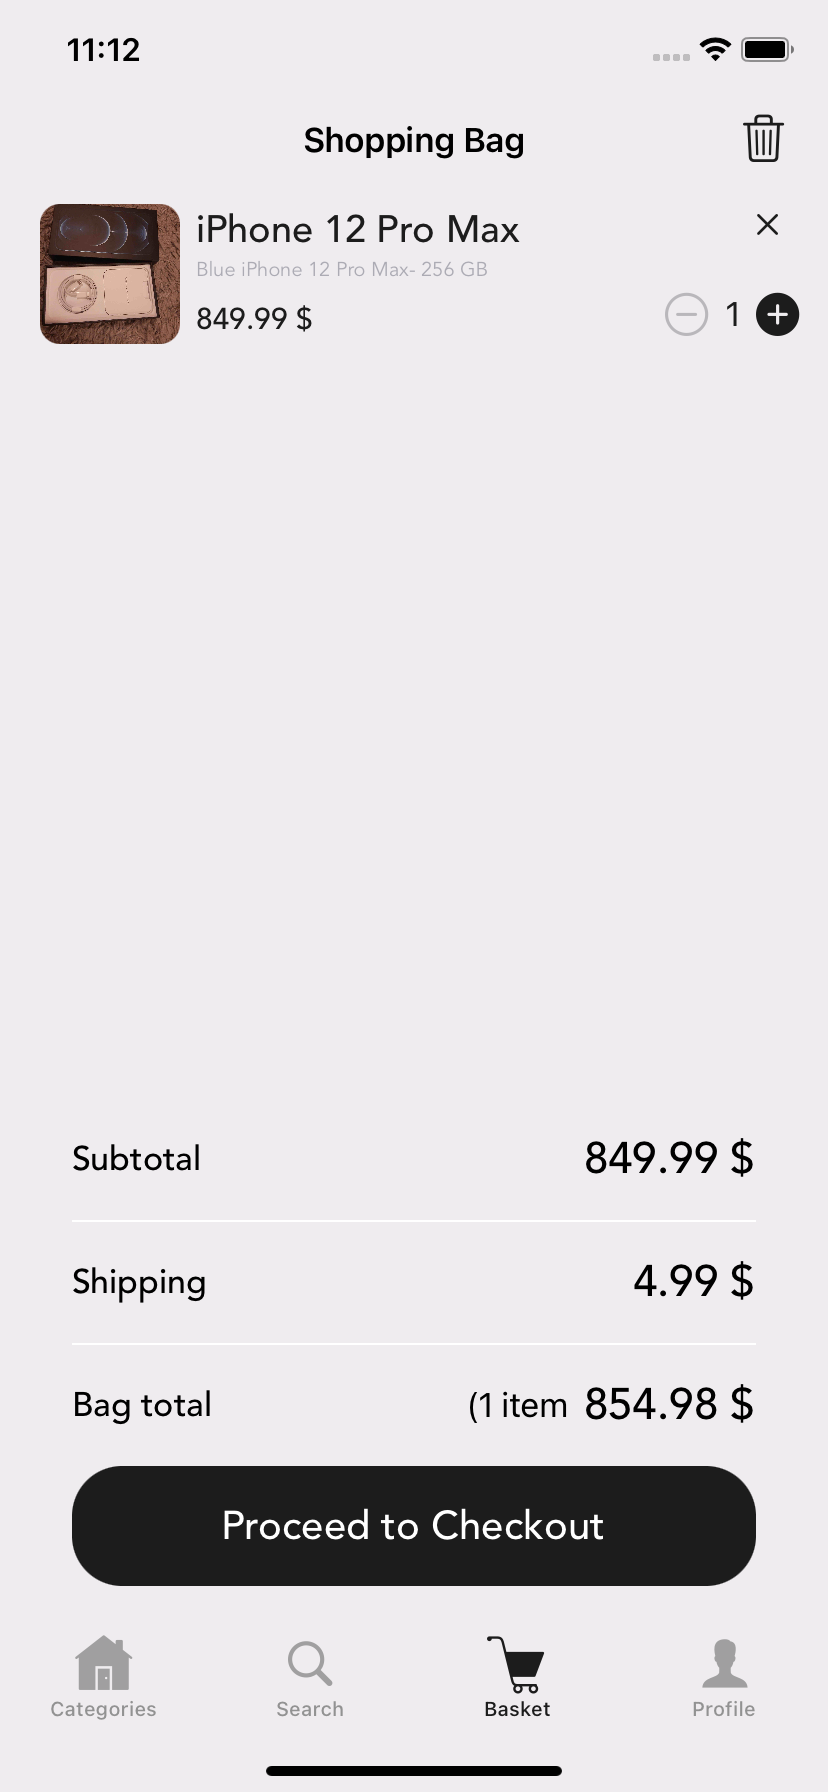 11:12
Shopping Bag
iPhone 12 Pro Max
Blue iPhone 12 Pro Max- 256 GB
849.99 $
1
Subtotal 849.99 $
Shipping 4.99 $
Bag total (1 item 854.98 $
Proceed to Checkout
Categories Search Basket Profile